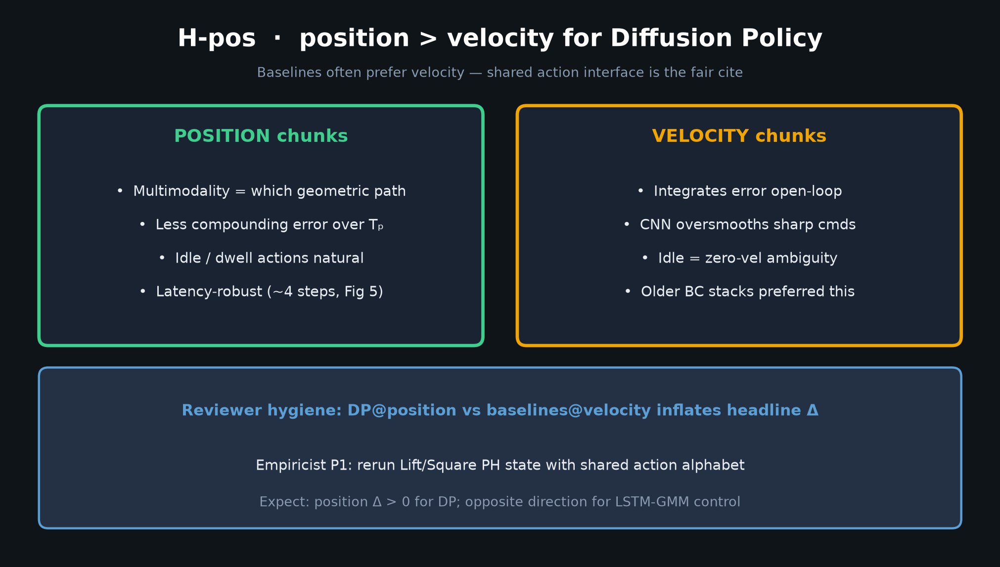 H-pos · position > velocity for Diffusion Policy
Baselines often prefer velocity — shared action interface is the fair cite
POSITION chunks
• Multimodality = which geometric path
• Less compounding error over Tₚ
• Idle / dwell actions natural
• Latency-robust (~4 steps, Fig 5)
VELOCITY chunks
• Integrates error open-loop
• CNN oversmooths sharp cmds
• Idle = zero-vel ambiguity
• Older BC stacks preferred this
Reviewer hygiene: DP@position vs baselines@velocity inflates headline Δ
Empiricist P1: rerun Lift/Square PH state with shared action alphabet
Expect: position Δ > 0 for DP; opposite direction for LSTM-GMM control